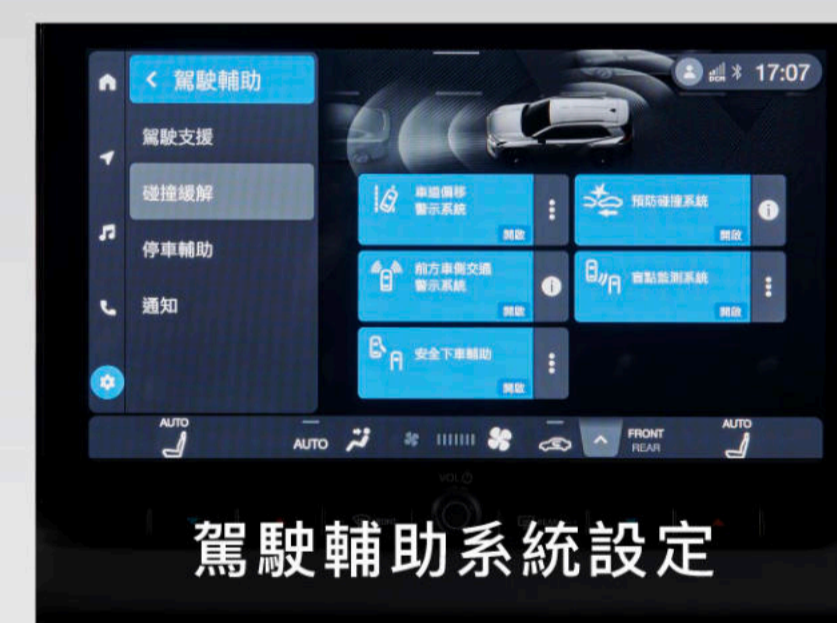 駕駛輔助
DCM
17:07
駕駛支援
碰撞緩解
停車輔助
通知
車道偏移
警示系統
開啟
預防碰撞系統
開啟
前方車側交通
警示系統
開啟
盲點監測系統
開啟
安全下車輔助
開啟
AUTO
AUTO
FRONT
REAR
AUTO
VOL
駕駛輔助系統設定